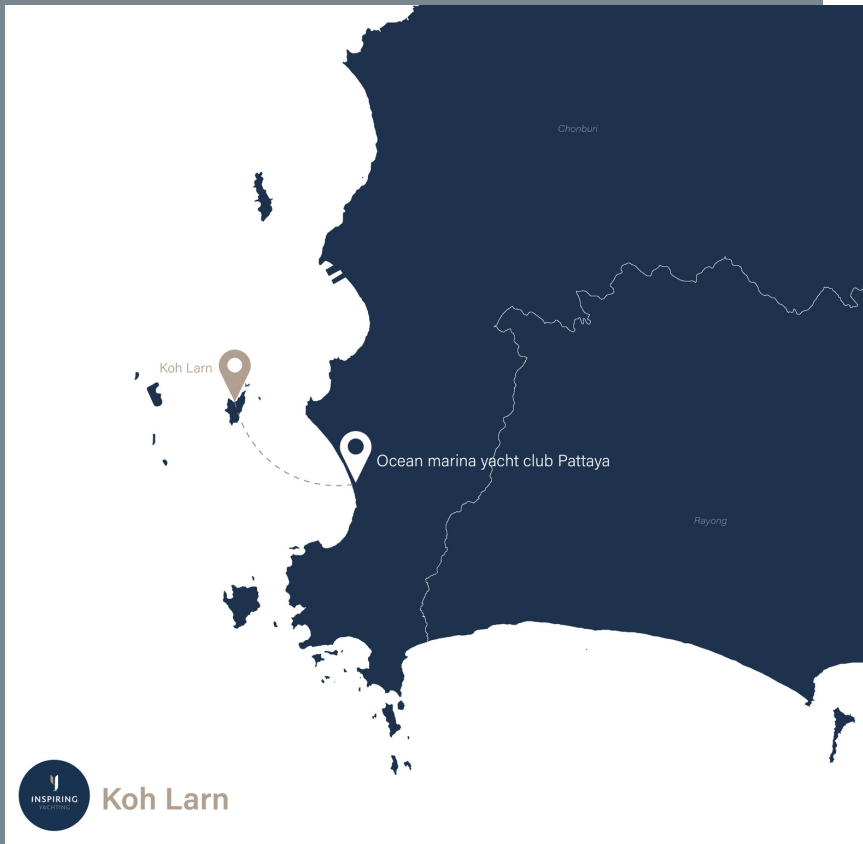 Chonburi
Koh Larn
Ocean marina yacht club Pattaya
Rayong
INSPIRING
YACHTING
Koh Larn